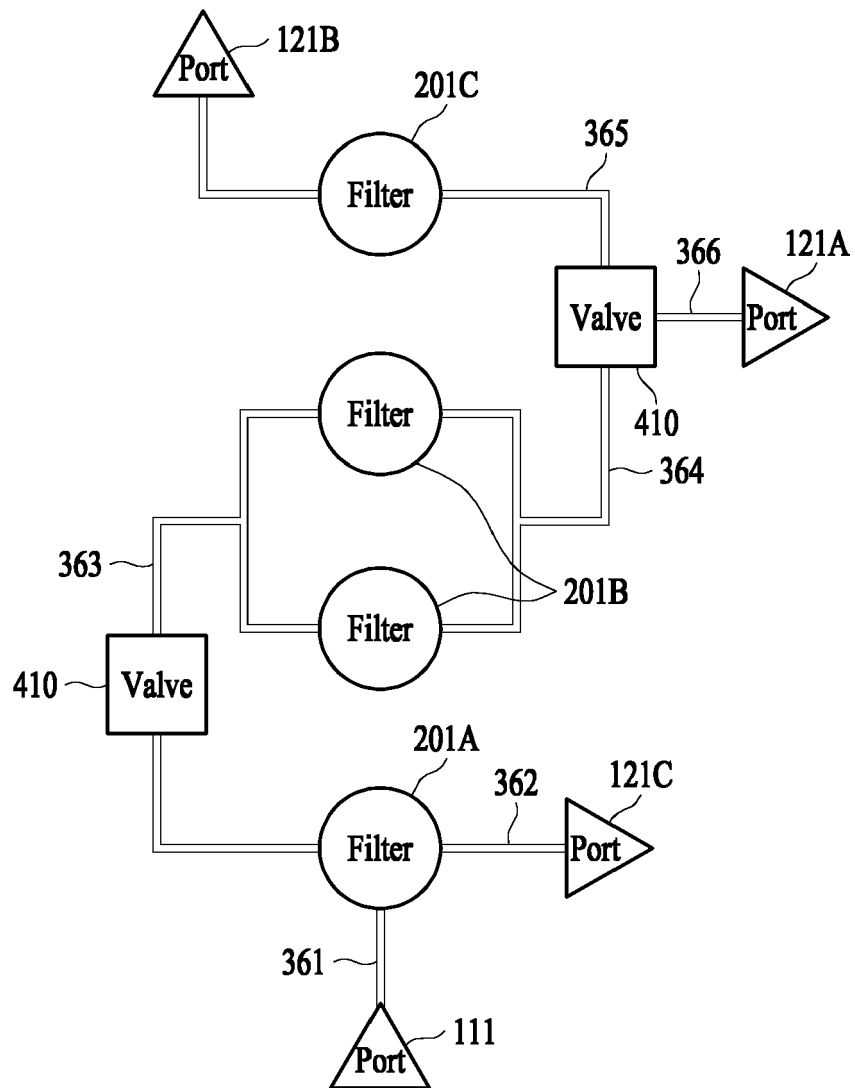 121B
Port
201C
365
Filter
366
121A
Valve
Port
410
Filter
364
363
201B
Filter
410
Valve
201A
362
121C
Filter
Port
361
111
Port